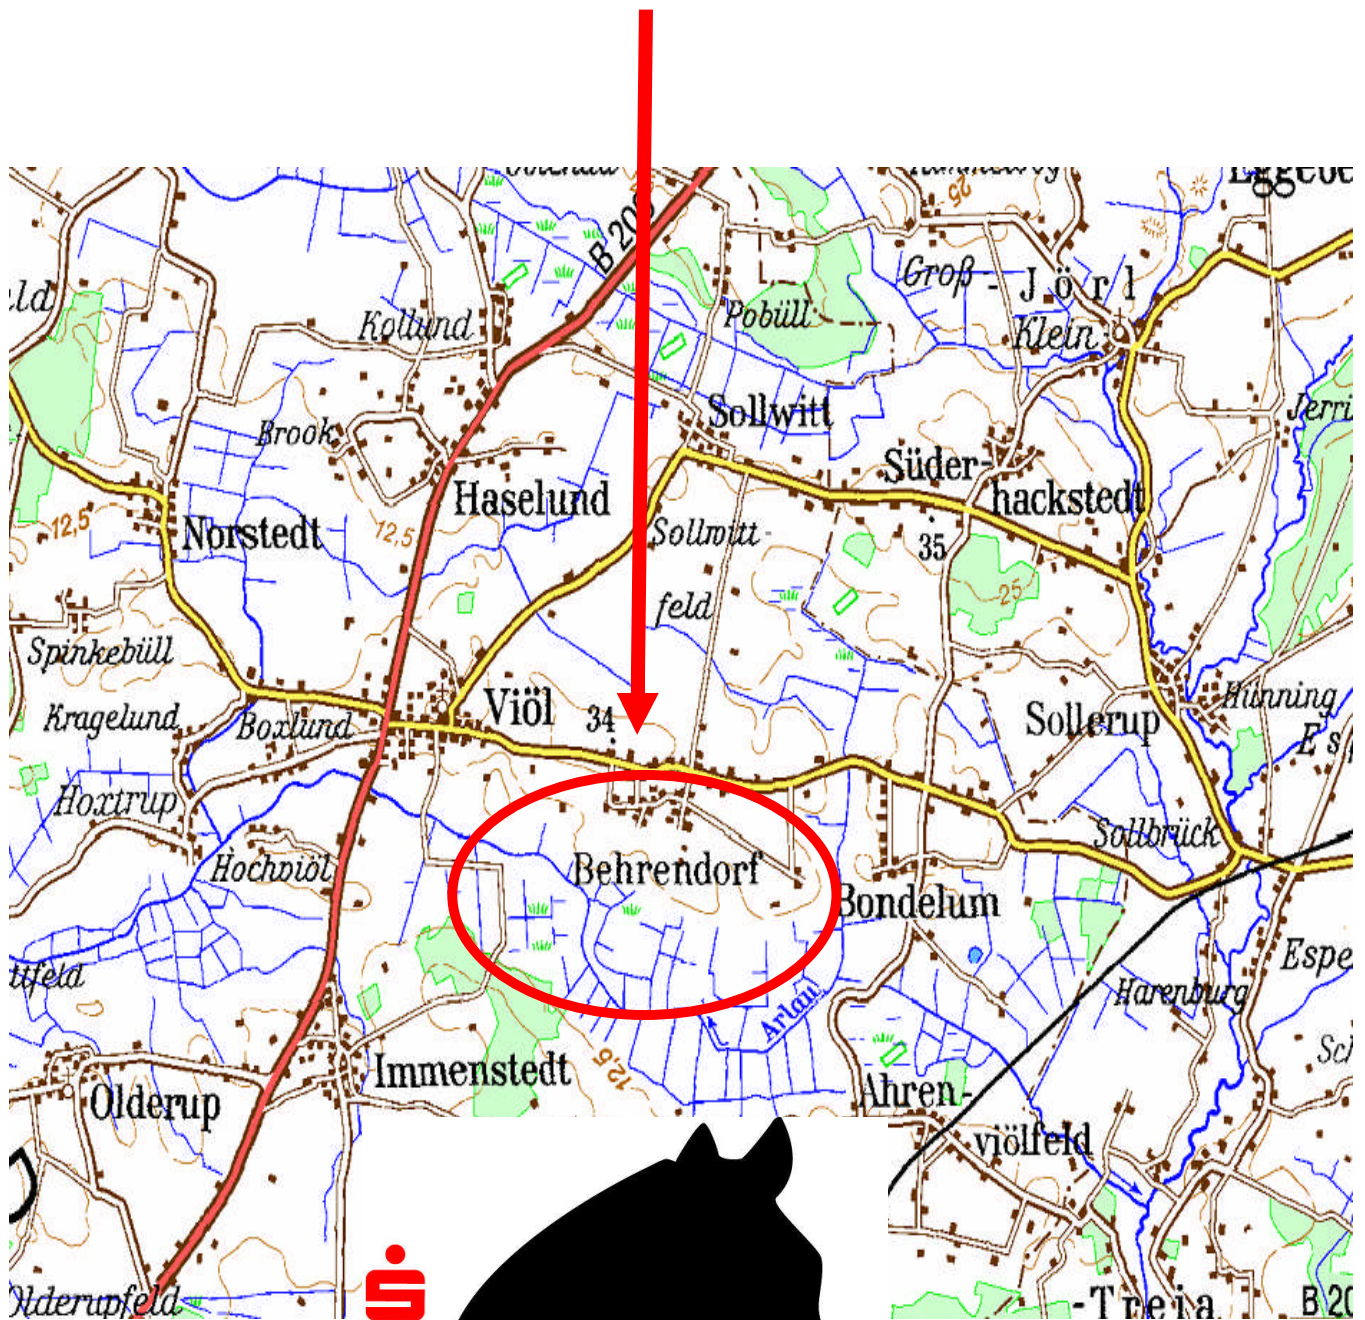 B 20
25
Groß-
Jörl
Klein
Kollund
Pobüll
Sollwitt
Brook
Süder-
hackstedt
Haselund
12,5
12,5
Norstedt
Sollwitt-
feld
35
25
Spinkebüll
Kragelund
Boxlund
Viöl
34
Sollerup
Hünning
Hoxtrup
Hochviöl
Behrendorf
Sollbrück
Bondelum
Harenburg
Arlau
Immenstedt
12,5
Olderup
Ahren-
viölfeld
Olderupfeld
-Treia
B 20